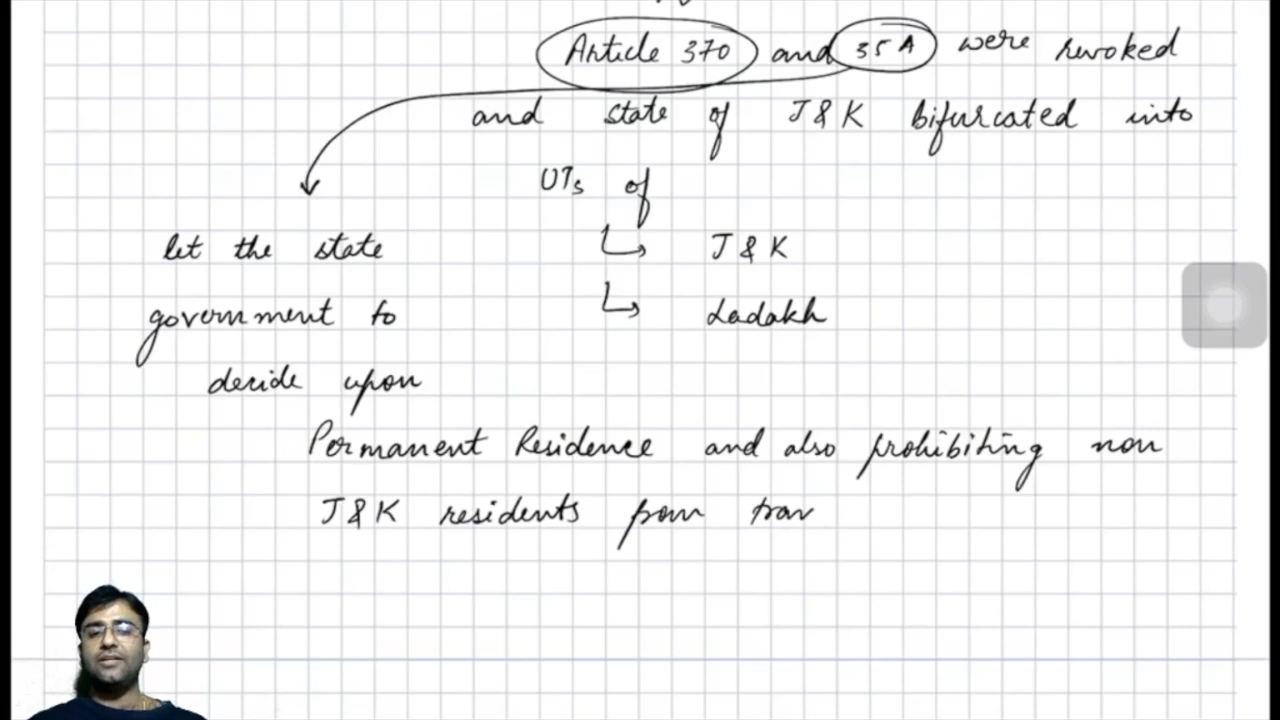 Article 370 and 35A were revoked
and state of J&K bifurcated into
UTs of
J&K
Ladakh
let the state
government to
decide upon
Permanent Residence and also prohibiting non
J&K residents from